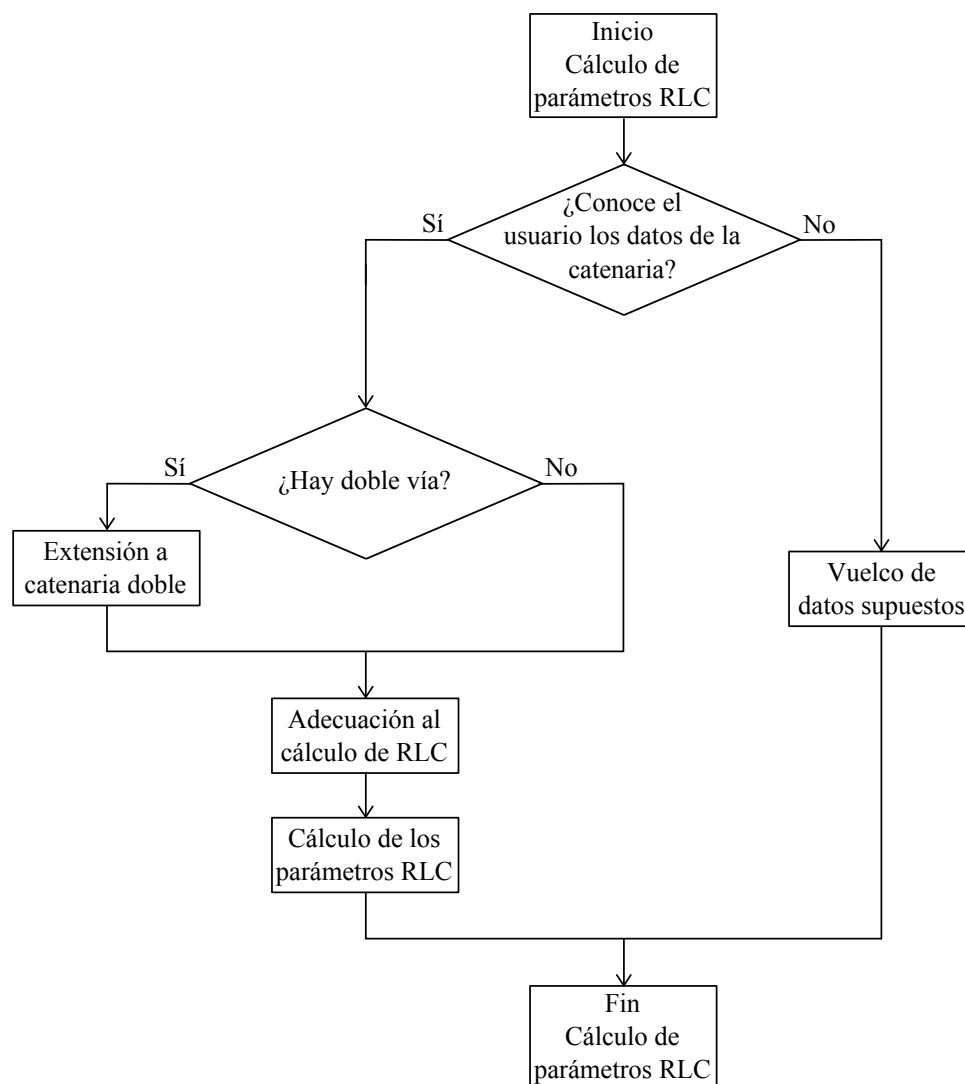 Inicio
Cálculo de
parámetros RLC
¿Conoce el
usuario los datos de la
catenaria?
Sí
No
¿Hay doble vía?
Sí
No
Extensión a
catenaria doble
Vuelco de
datos supuestos
Adecuación al
cálculo de RLC
Cálculo de los
parámetros RLC
Fin
Cálculo de
parámetros RLC